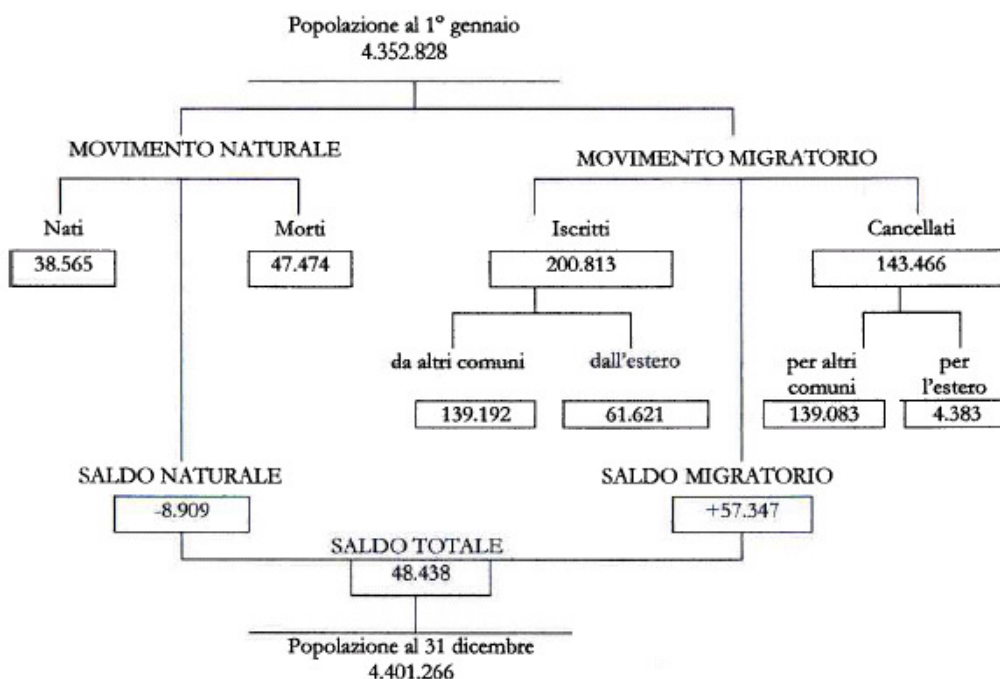 Popolazione al 1° gennaio
4.352.828
MOVIMENTO NATURALE
MOVIMENTO MIGRATORIO
Nati
Morti
Iscritti
Cancellati
38.565
47.474
200.813
143.466
da altri comuni
dall'estero
per altri
comuni
per
l'estero
139.192
61.621
139.083
4.383
SALDO NATURALE
SALDO MIGRATORIO
-8.909
+57.347
SALDO TOTALE
48.438
Popolazione al 31 dicembre
4.401.266